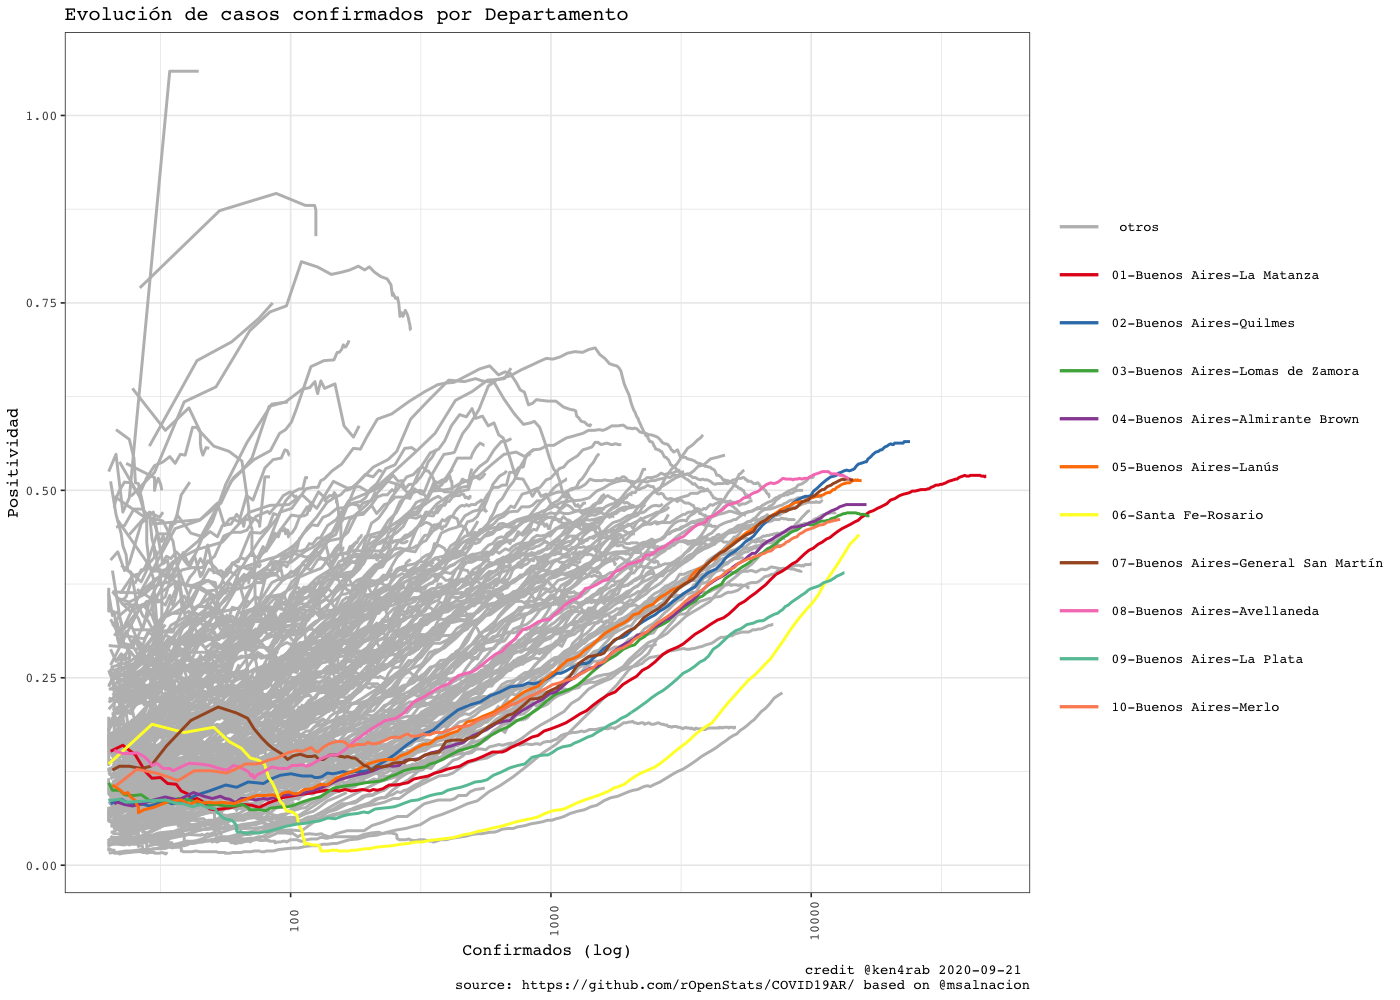 Evolución de casos confirmados por Departamento
Positividad
1.00
0.75
0.50
0.25
0.00
100
1000
10000
Confirmados (log)
otros
01-Buenos Aires-La Matanza
02-Buenos Aires-Quilmes
03-Buenos Aires-Lomas de Zamora
04-Buenos Aires-Almirante Brown
05-Buenos Aires-Lanús
06-Santa Fe-Rosario
07-Buenos Aires-General San Martín
08-Buenos Aires-Avellaneda
09-Buenos Aires-La Plata
10-Buenos Aires-Merlo
credit @ken4rab 2020-09-21
source: https://github.com/rOpenStats/COVID19AR/ based on @msalnacion